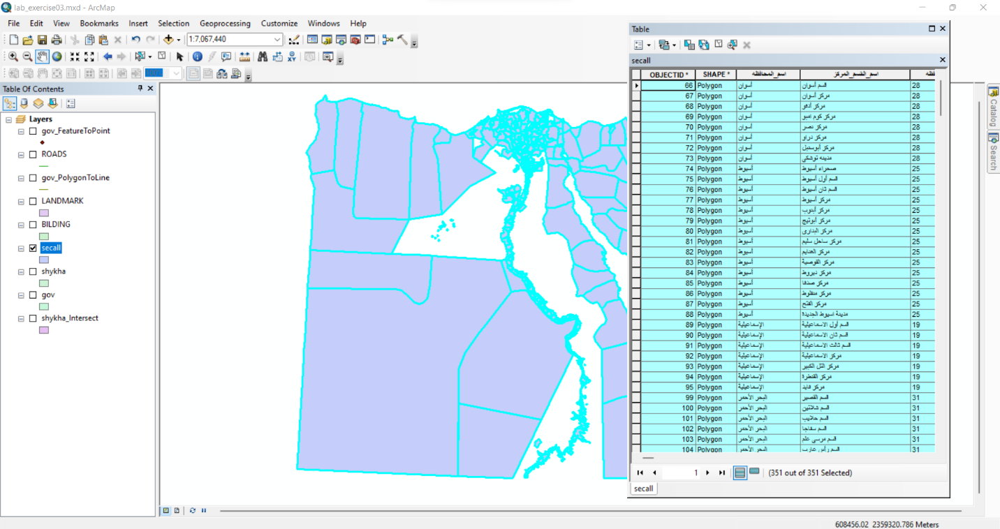 lab_exercise03.mxd - ArcMap
File Edit View Bookmarks Insert Selection Geoprocessing Customize Windows Help
1:7,067,440
100%
Table Of Contents
Layers
gov_FeatureToPoint
ROADS
gov_PolygonToLine
LANDMARK
BILDING
secall
shykha
gov
shykha_Intersect
Table
secall
OBJECTID * SHAPE * اسم_المحافظه اسم_القسم_المركز
66 Polygon أسوان قسم أسوان 28
67 Polygon أسوان مركز أسوان 28
68 Polygon أسوان مركز أدفو 28
69 Polygon أسوان مركز كوم امبو 28
70 Polygon أسوان مركز نصر 28
71 Polygon أسوان مركز دراو 28
72 Polygon أسوان مركز أبوسمبل 28
73 Polygon أسوان مدينه توشكى 28
74 Polygon أسيوط صحراء أسيوط 25
75 Polygon أسيوط قسم أول أسيوط 25
76 Polygon أسيوط قسم ثان أسيوط 25
77 Polygon أسيوط مركز أسيوط 25
78 Polygon أسيوط مركز أبنوب 25
79 Polygon أسيوط مركز أبوتيج 25
80 Polygon أسيوط مركز البدارى 25
81 Polygon أسيوط مركز ساحل سليم 25
82 Polygon أسيوط مركز الغنايم 25
83 Polygon أسيوط مركز القوصية 25
84 Polygon أسيوط مركز ديروط 25
85 Polygon أسيوط مركز صدفا 25
86 Polygon أسيوط مركز منفلوط 25
87 Polygon أسيوط مركز الفتح 25
88 Polygon أسيوط مدينة اسيوط الجديدة 25
89 Polygon الإسماعيلية قسم أول الاسماعيلية 19
90 Polygon الإسماعيلية قسم ثان الاسماعيلية 19
91 Polygon الإسماعيلية قسم ثالث الاسماعيلية 19
92 Polygon الإسماعيلية مركز الاسماعيلية 19
93 Polygon الإسماعيلية مركز التل الكبير 19
94 Polygon الإسماعيلية مركز القنطرة 19
95 Polygon الإسماعيلية مركز فايد 19
99 Polygon البحر الأحمر قسم القصير 31
100 Polygon البحر الأحمر قسم شلاتين 31
101 Polygon البحر الأحمر قسم حلايب 31
102 Polygon البحر الأحمر قسم سفاجا 31
103 Polygon البحر الأحمر قسم مرسى علم 31
104 Polygon البحر الأحمر قسم رأس غارب 31
1 (351 out of 351 Selected)
secall
Catalog
Search
608456.02 2359320.786 Meters